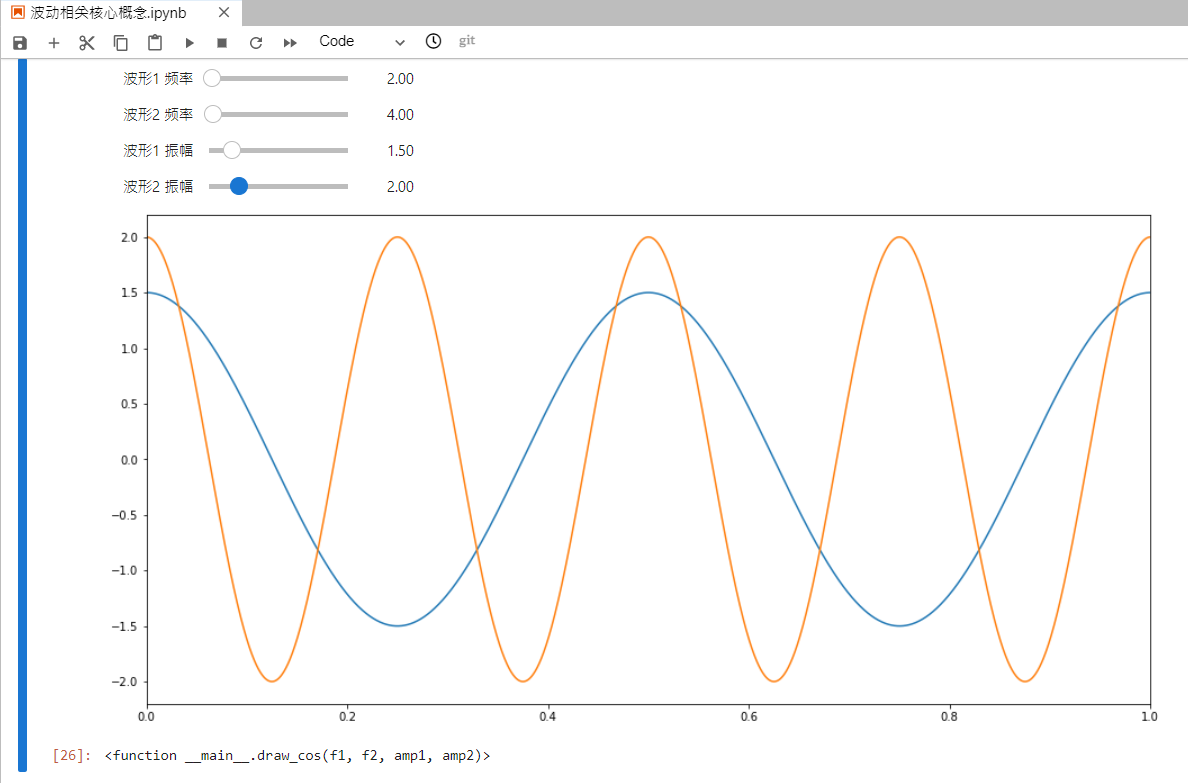 波动相关核心概念.ipynb
Code
git
波形1 频率 2.00
波形2 频率 4.00
波形1 振幅 1.50
波形2 振幅 2.00
2.0
1.5
1.0
0.5
0.0
−0.5
−1.0
−1.5
−2.0
0.0 0.2 0.4 0.6 0.8 1.0
[26]: <function __main__.draw_cos(f1, f2, amp1, amp2)>